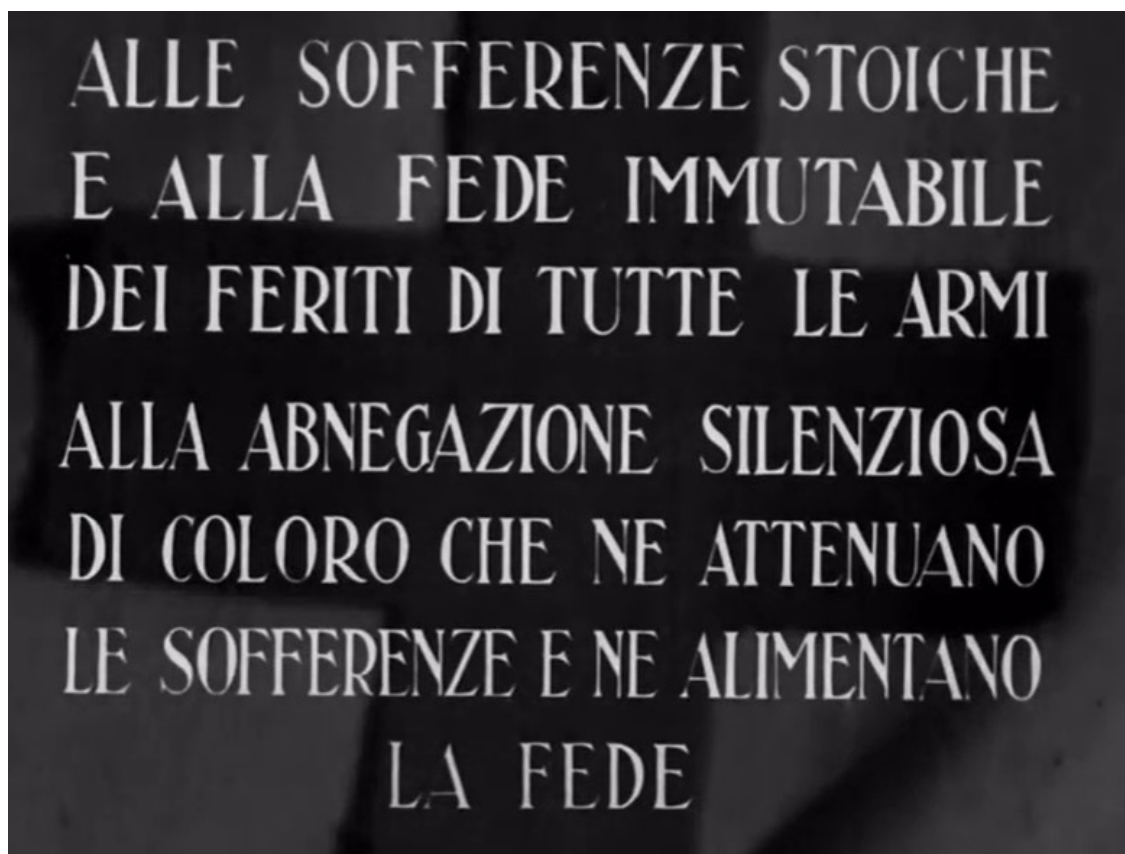 ALLE SOFFERENZE STOICHE
E ALLA FEDE IMMUTABILE
DEI FERITI DI TUTTE LE ARMI
ALLA ABNEGAZIONE SILENZIOSA
DI COLORO CHE NE ATTENUANO
LE SOFFERENZE E NE ALIMENTANO
LA FEDE